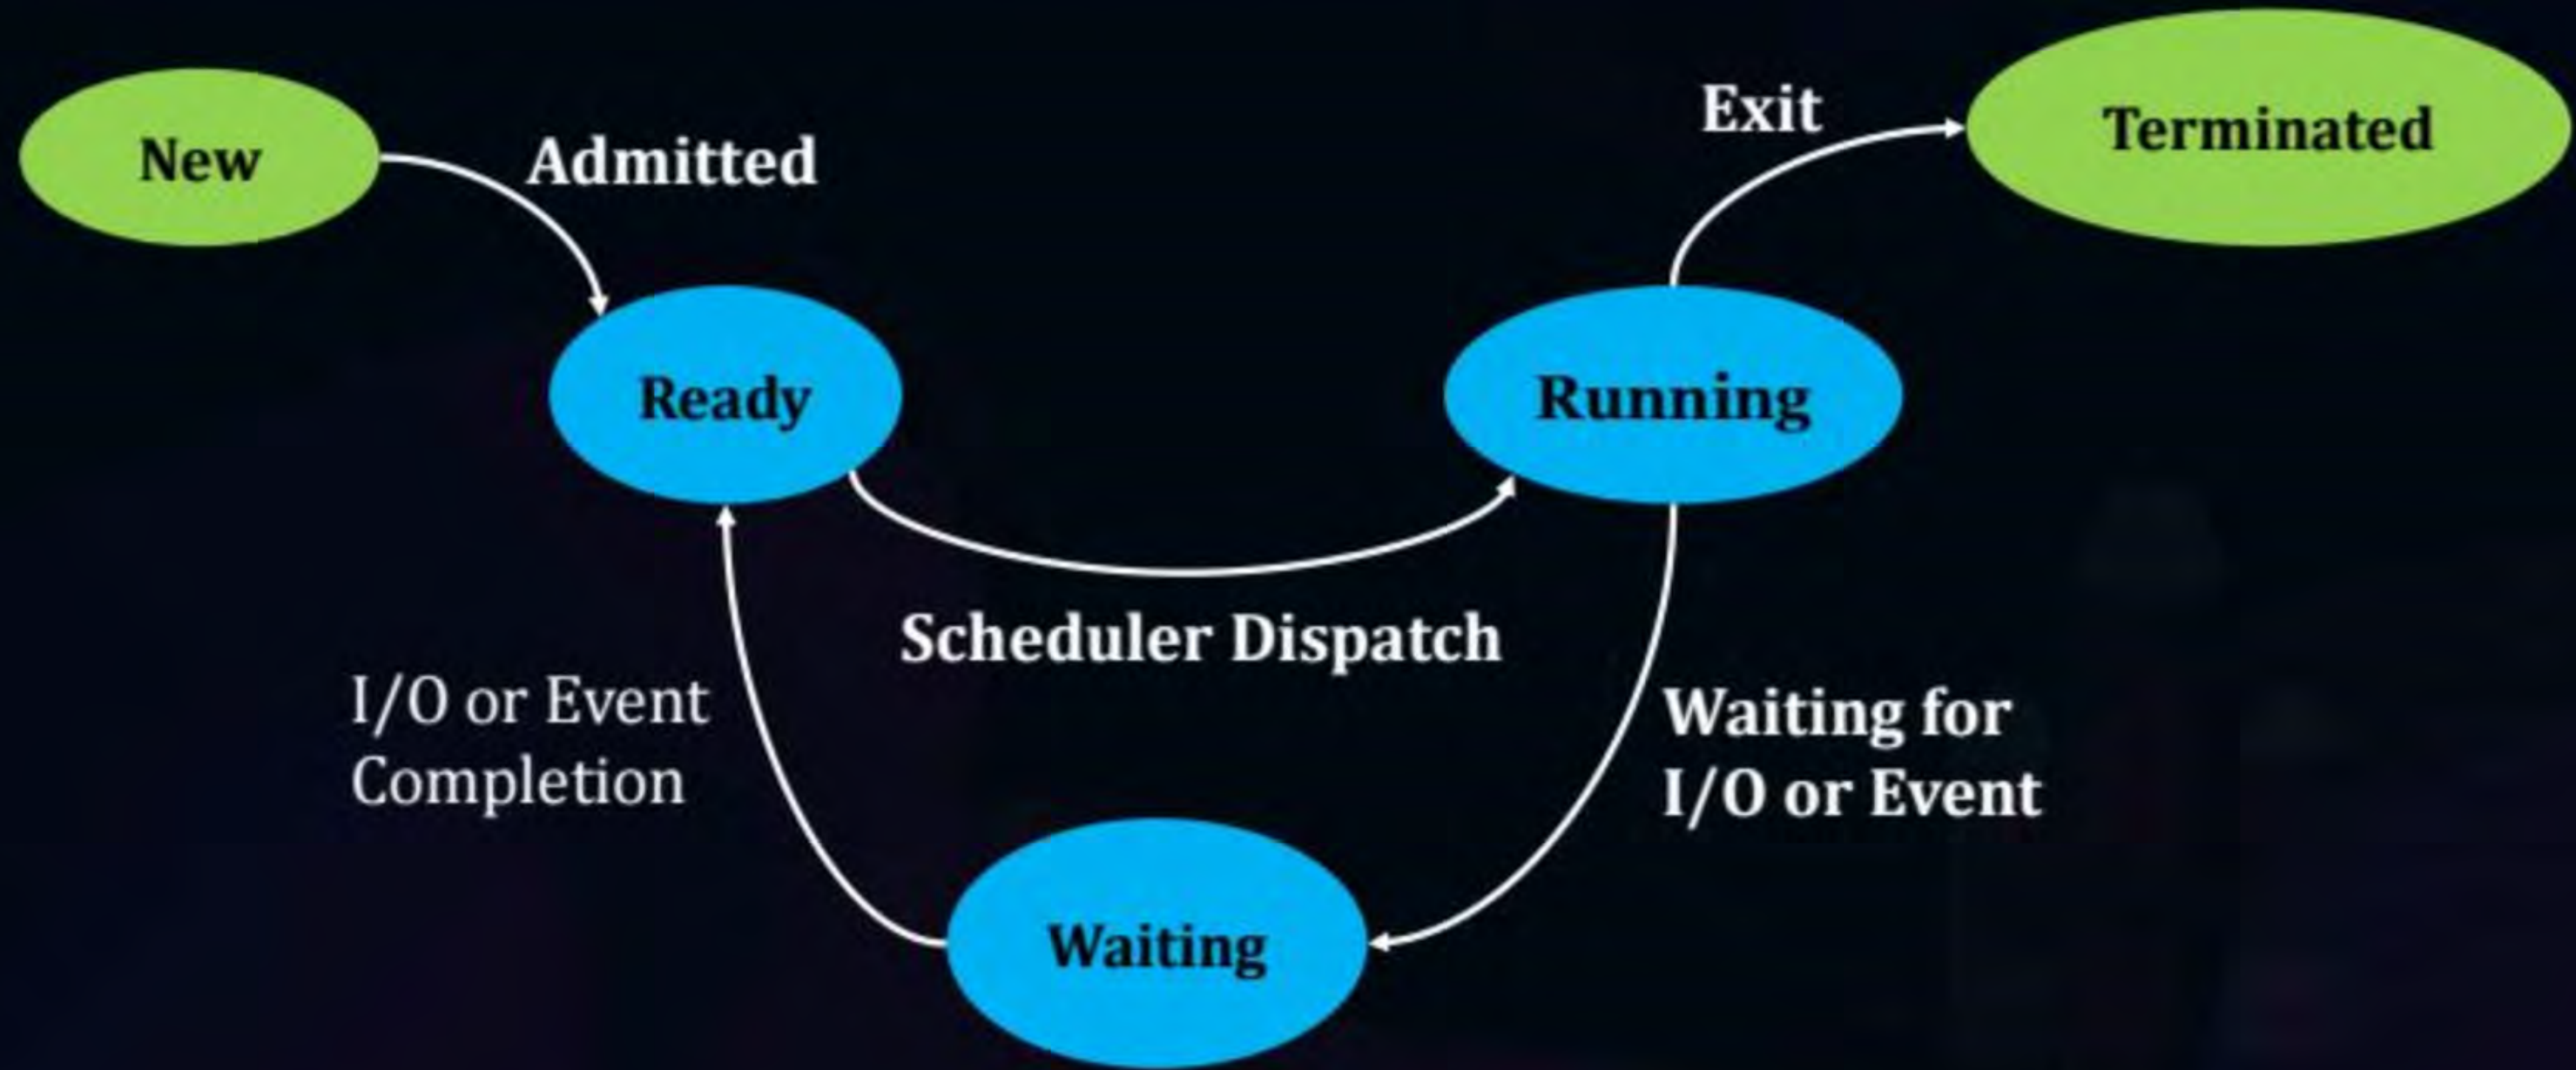 New
Admitted
Exit
Terminated
Ready
Running
Scheduler Dispatch
I/O or Event
Completion
Waiting for
I/O or Event
Waiting